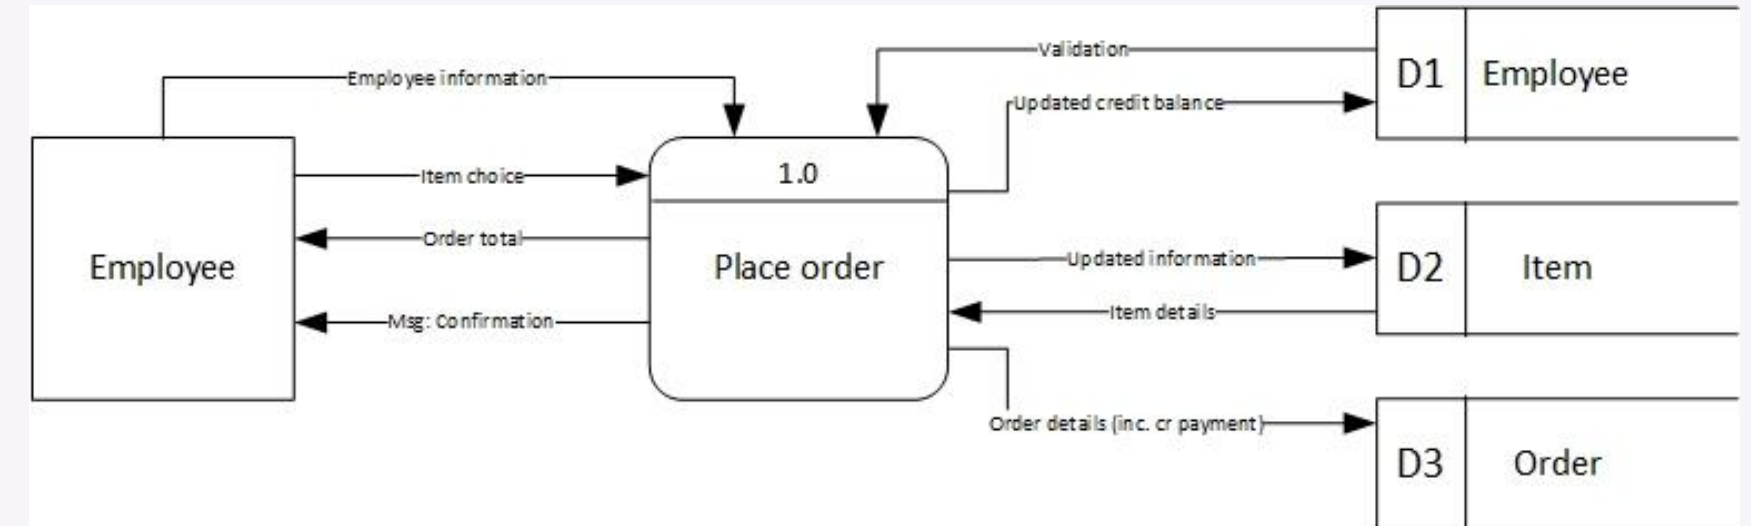 Validation
D1 Employee
Employee information
Updated credit balance
Item choice
1.0
Order total
Employee
Place order
Updated information
D2 Item
Item details
Msg: Confirmation
Order details (inc. cr payment)
D3 Order